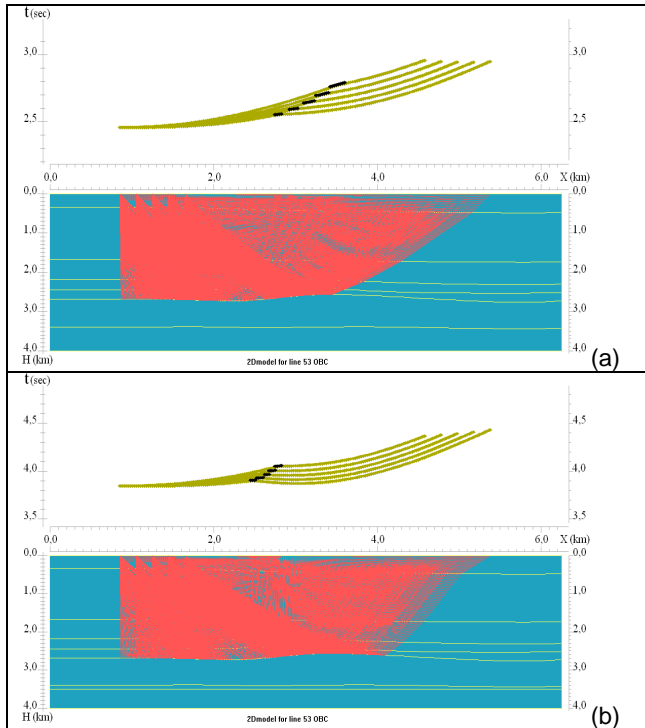 t(sec)
3,0 3,0
2,5 2,5
0,0 2,0 4,0 X (km)
0,0 0,0
1,0 1,0
2,0 2,0
3,0 3,0
4,0 4,0
H (km)
2Dmodel for line 53 OBC
(a)
t(sec)
4,5 4,5
4,0 4,0
3,5 3,5
0,0 2,0 4,0 X (km)
0,0 0,0
1,0 1,0
2,0 2,0
3,0 3,0
4,0 4,0
H (km)
2Dmodel for line 53 OBC
(b)